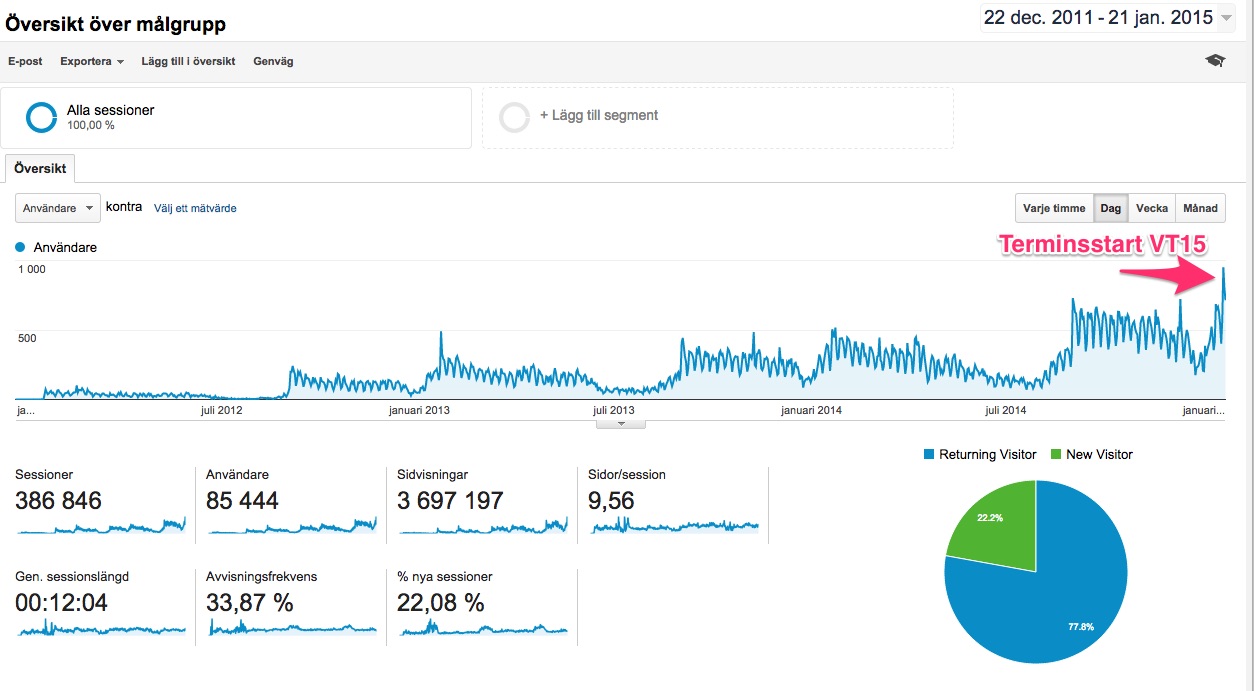 Översikt över målgrupp
22 dec. 2011 - 21 jan. 2015
E-post Exportera Lägg till i översikt Genväg
Alla sessioner
100,00 %
+ Lägg till segment
Översikt
Användare kontra Välj ett mätvärde
Varje timme Dag Vecka Månad
Användare
Terminsstart VT15
1 000
500
ja... juli 2012 januari 2013 juli 2013 januari 2014 juli 2014 januari...
Sessioner
386 846
Användare
85 444
Sidvisningar
3 697 197
Sidor/session
9,56
Gen. sessionslängd
00:12:04
Avvisningsfrekvens
33,87 %
% nya sessioner
22,08 %
Returning Visitor New Visitor
22.2%
77.8%